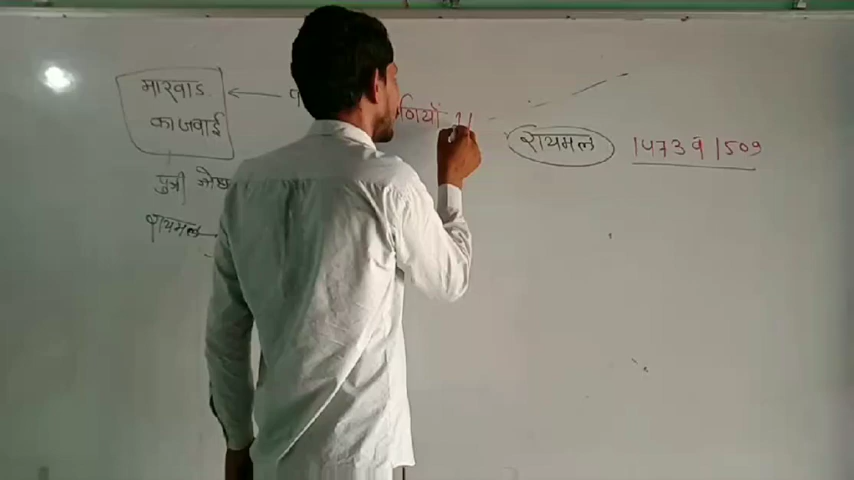 मारवाड़
का जवाई
पुत्री
रायमल
णियाँ 11
रायमल
1473 से 1509